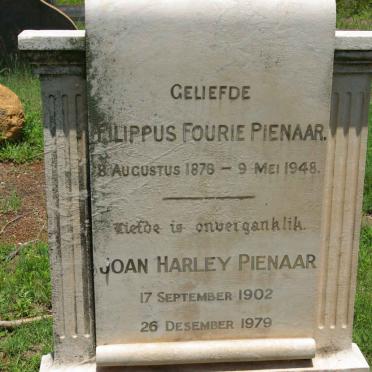 GELIEFDE
FILIPPUS FOURIE PIENAAR.
8 AUGUSTUS 1876 – 9 MEI 1948.
Liefde is onverganklik.
JOAN HARLEY PIENAAR
17 SEPTEMBER 1902
26 DESEMBER 1979